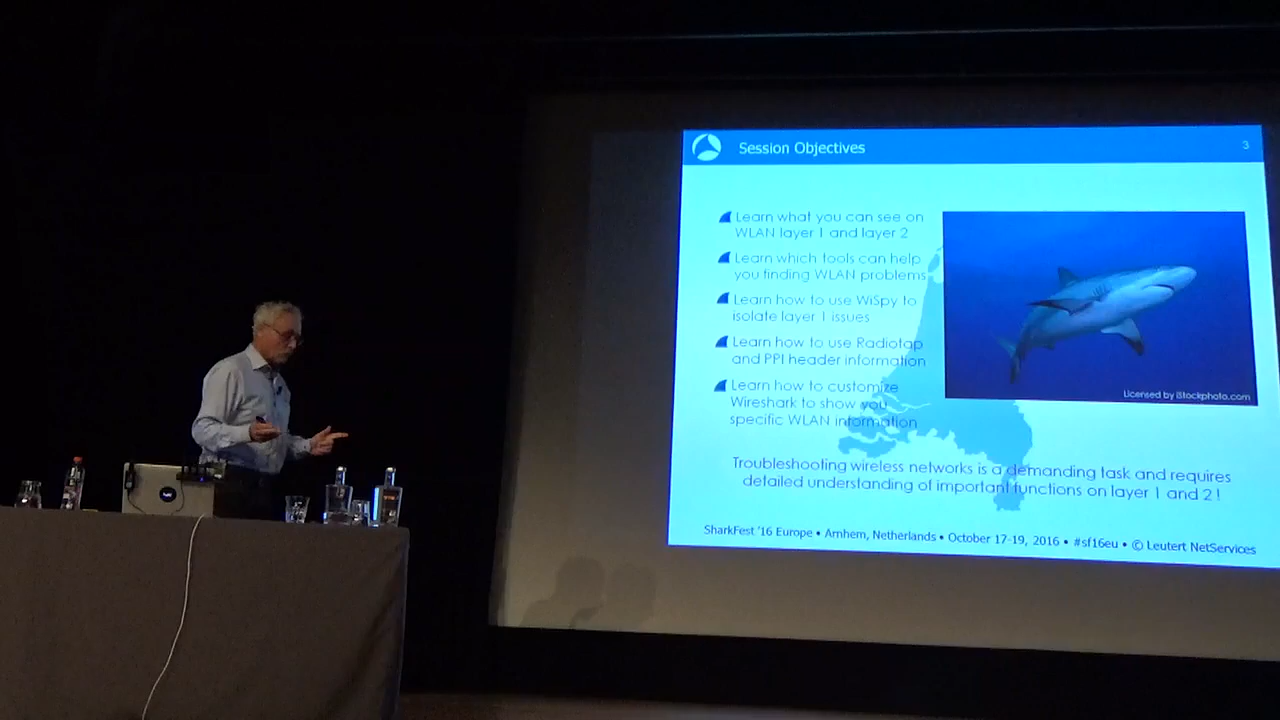 Session Objectives
3
Learn what you can see on
WLAN layer 1 and layer 2
Learn which tools can help
you finding WLAN problems
Learn how to use WiSpy to
isolate layer 1 issues
Learn how to use Radiotap
and PPI header information
Learn how to customize
Wireshark to show you
specific WLAN information
Licensed by iStockphoto.com
Troubleshooting wireless networks is a demanding task and requires
detailed understanding of important functions on layer 1 and 2 !
SharkFest '16 Europe • Arnhem, Netherlands • October 17-19, 2016 • #sf16eu • © Leutert NetServices